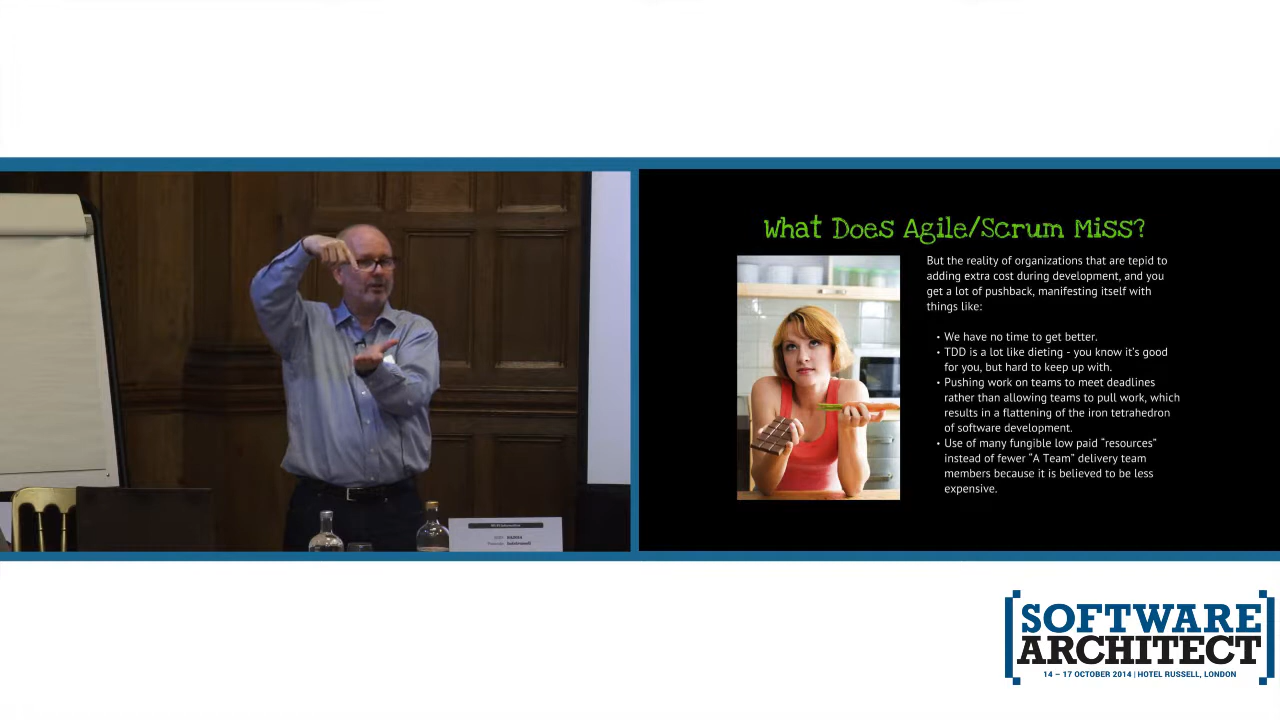 What Does Agile/Scrum Miss?
But the reality of organizations that are tepid to
adding extra cost during development, and you
get a lot of pushback, manifesting itself with
things like:
• We have no time to get better.
• TDD is a lot like dieting - you know it's good
for you, but hard to keep up with.
• Pushing work on teams to meet deadlines
rather than allowing teams to pull work, which
results in a flattening of the iron tetrahedron
of software development.
• Use of many fungible low paid "resources"
instead of fewer "A Team" delivery team
members because it is believed to be less
expensive.
[SOFTWARE
ARCHITECT]
14 – 17 OCTOBER 2014 | HOTEL RUSSELL, LONDON